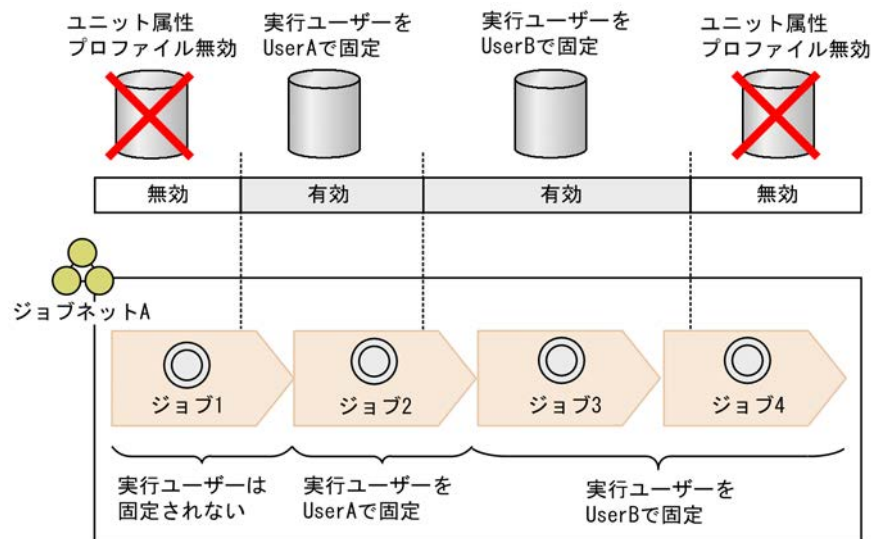 ユニット属性
プロファイル無効
実行ユーザーを
UserAで固定
実行ユーザーを
UserBで固定
ユニット属性
プロファイル無効
無効
有効
有効
無効
ジョブネットA
ジョブ1
ジョブ2
ジョブ3
ジョブ4
実行ユーザーは
固定されない
実行ユーザーを
UserAで固定
実行ユーザーを
UserBで固定